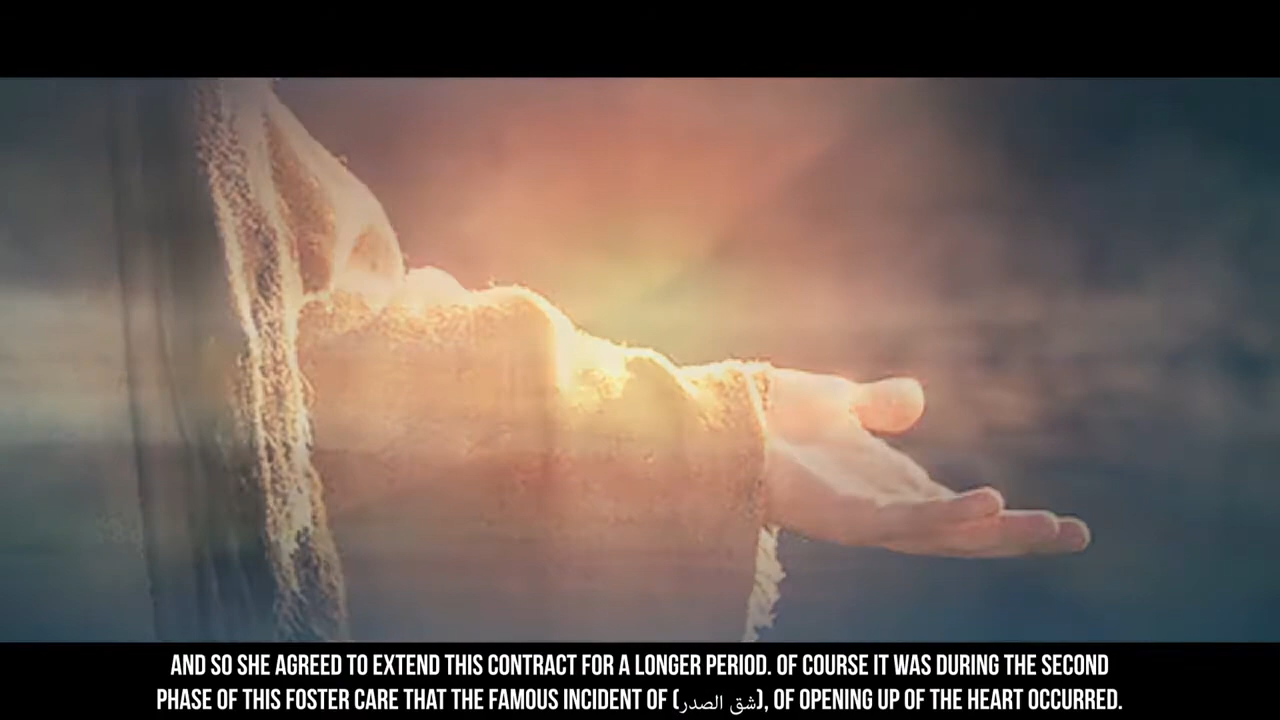 AND SO SHE AGREED TO EXTEND THIS CONTRACT FOR A LONGER PERIOD. OF COURSE IT WAS DURING THE SECOND
PHASE OF THIS FOSTER CARE THAT THE FAMOUS INCIDENT OF (شق الصدر), OF OPENING UP OF THE HEART OCCURRED.